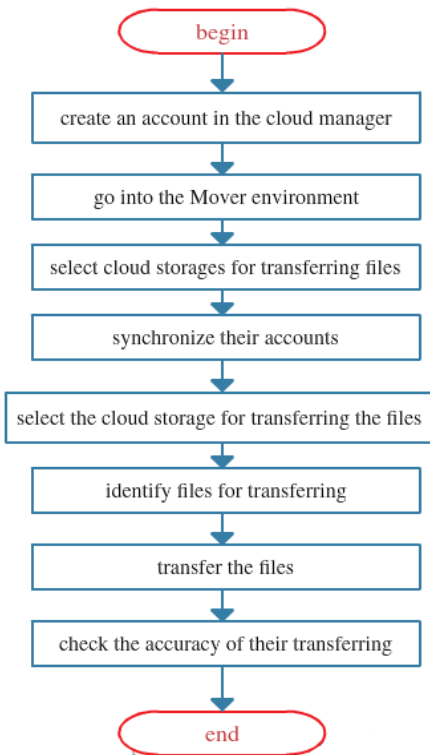 begin
create an account in the cloud manager
go into the Mover environment
select cloud storages for transferring files
synchronize their accounts
select the cloud storage for transferring the files
identify files for transferring
transfer the files
check the accuracy of their transferring
end